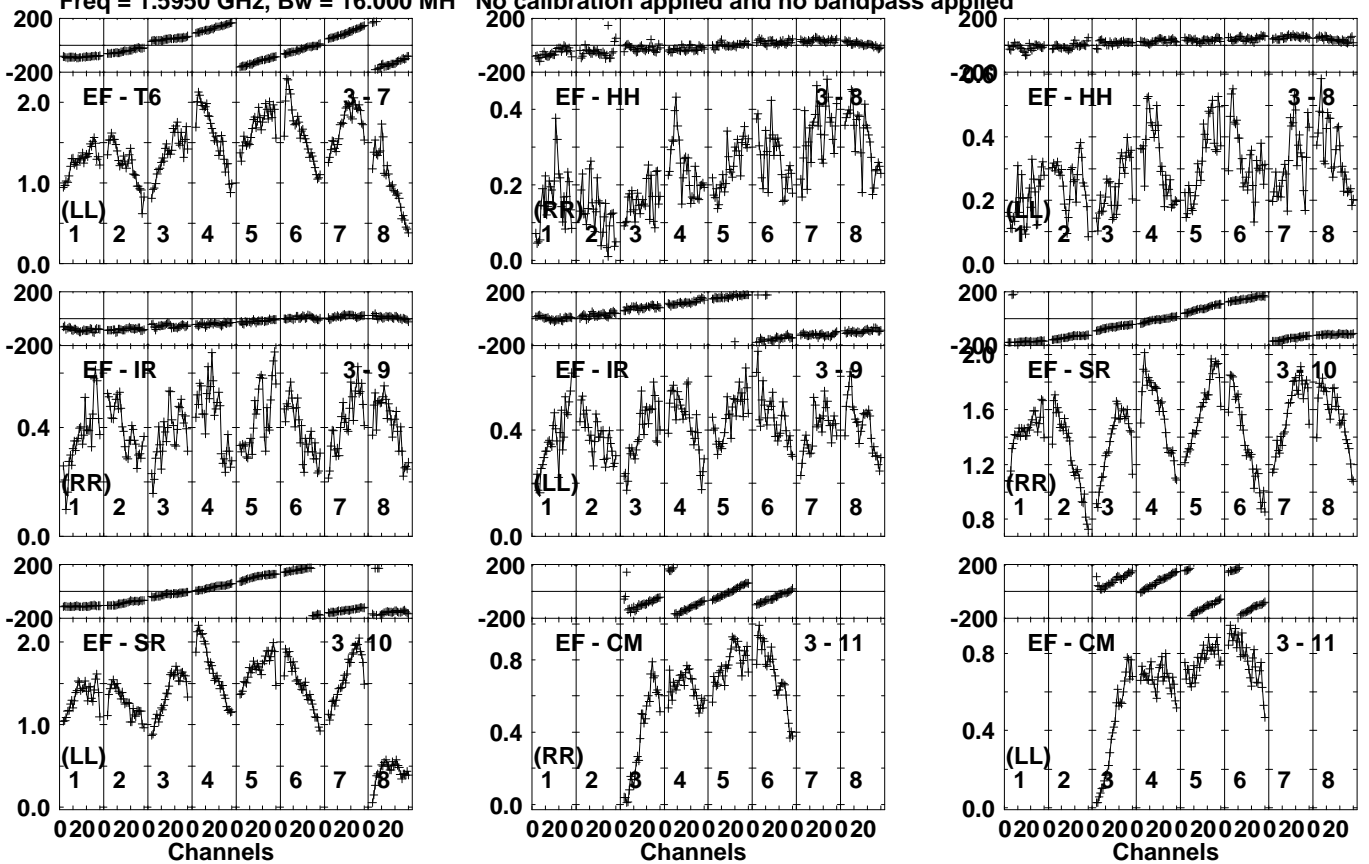 Freq = 1.5950 GHz, Bw = 16.000 MH No calibration applied and no bandpass applied
200
-200
EF - T6 3 - 7
2.0
1.0
0.0
(LL)
1 2 3 4 5 6 7 8
200
-200
EF - HH 3 - 8
0.4
0.2
0.0
(RR)
1 2 3 4 5 6 7 8
200
-200
0.6
EF - HH 3 - 8
0.4
0.2
0.0
(LL)
1 2 3 4 5 6 7 8
200
-200
EF - IR 3 - 9
0.4
0.0
(RR)
1 2 3 4 5 6 7 8
200
-200
EF - IR 3 - 9
0.4
0.0
(LL)
1 2 3 4 5 6 7 8
200
-200
2.0
EF - SR 3 - 10
1.6
1.2
0.8
(RR)
1 2 3 4 5 6 7 8
200
-200
EF - SR 3 - 10
2.0
1.0
0.0
(LL)
1 2 3 4 5 6 7 8
0 20 0 20 0 20 0 20 0 20 0 20 0 20 0 20
Channels
200
-200
EF - CM 3 - 11
0.8
0.4
0.0
(RR)
1 2 3 4 5 6 7 8
0 20 0 20 0 20 0 20 0 20 0 20 0 20 0 20
Channels
200
-200
EF - CM 3 - 11
0.8
0.4
0.0
(LL)
1 2 3 4 5 6 7 8
0 20 0 20 0 20 0 20 0 20 0 20 0 20 0 20
Channels